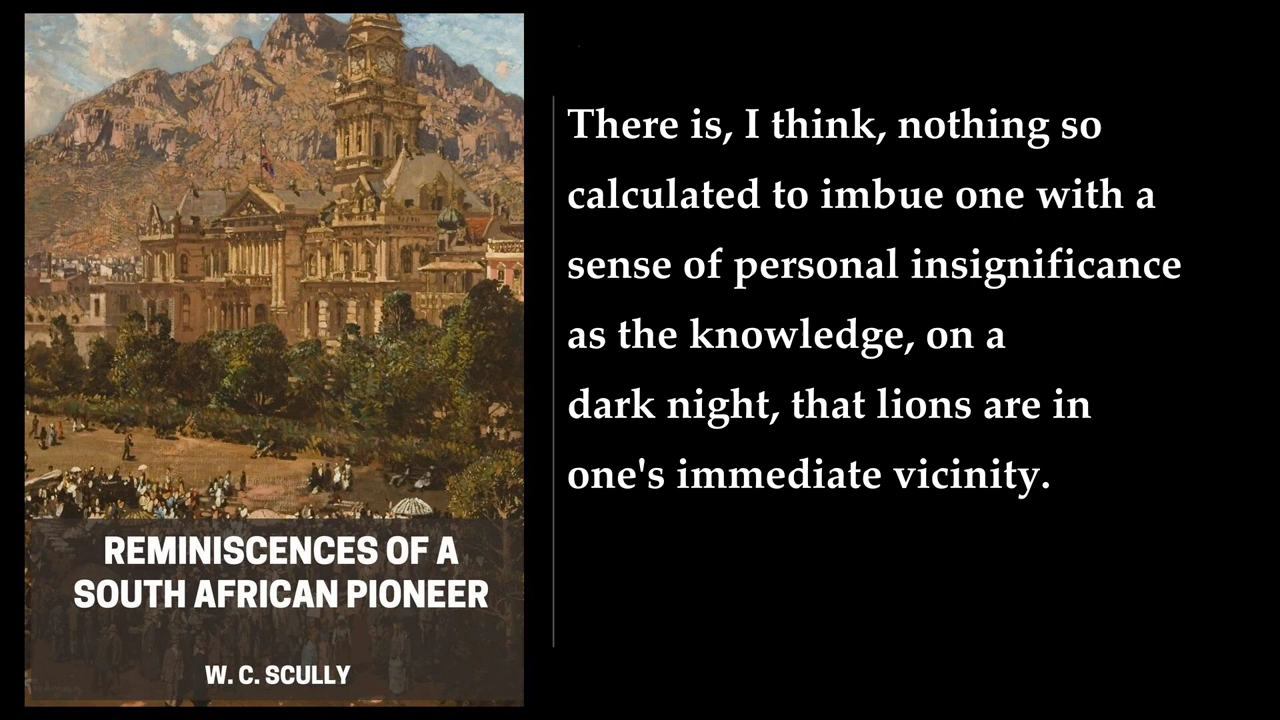 REMINISCENCES OF A
SOUTH AFRICAN PIONEER
W. C. SCULLY
There is, I think, nothing so
calculated to imbue one with a
sense of personal insignificance
as the knowledge, on a
dark night, that lions are in
one's immediate vicinity.